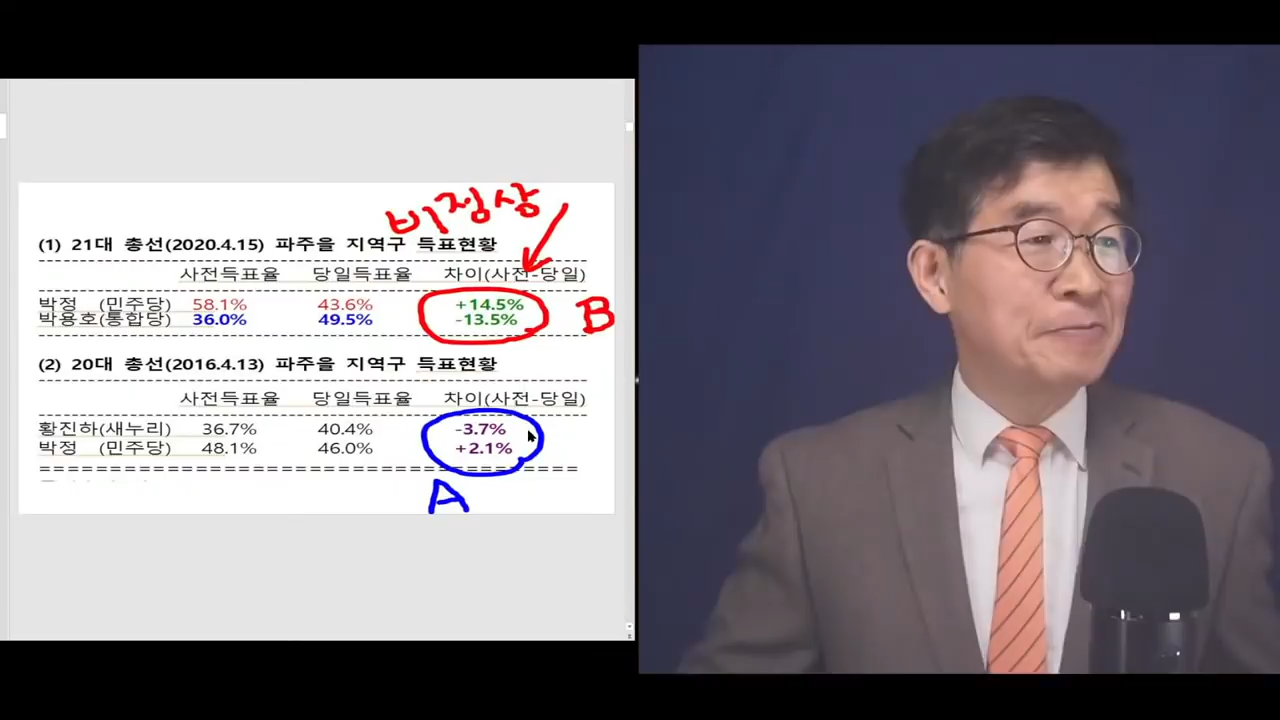 비정상
(1) 21대 총선(2020.4.15) 파주을 지역구 득표현황
사전득표율 당일득표율 차이(사전-당일)
박정 (민주당) 58.1% 43.6% +14.5%
박용호(통합당) 36.0% 49.5% -13.5%
B
(2) 20대 총선(2016.4.13) 파주을 지역구 득표현황
사전득표율 당일득표율 차이(사전-당일)
황진하(새누리) 36.7% 40.4% -3.7%
박정 (민주당) 48.1% 46.0% +2.1%
A